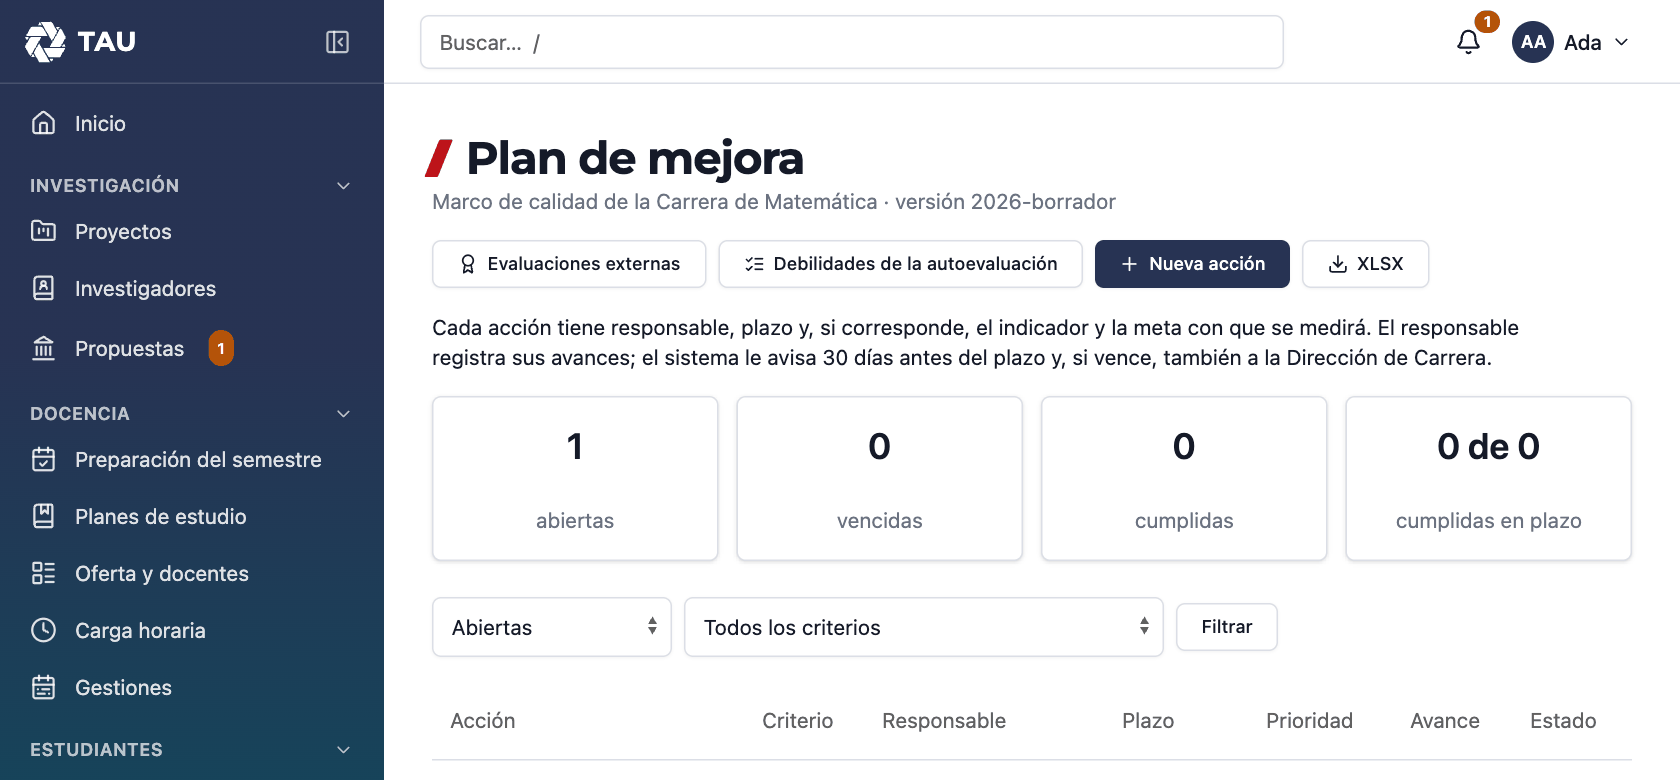 TAU
Buscar... /
1
AA
Ada
Inicio
INVESTIGACIÓN
Proyectos
Investigadores
Propuestas
1
DOCENCIA
Preparación del semestre
Planes de estudio
Oferta y docentes
Carga horaria
Gestiones
ESTUDIANTES
Plan de mejora
Marco de calidad de la Carrera de Matemática · versión 2026-borrador
Evaluaciones externas
Debilidades de la autoevaluación
+ Nueva acción
XLSX
Cada acción tiene responsable, plazo y, si corresponde, el indicador y la meta con que se medirá. El responsable
registra sus avances; el sistema le avisa 30 días antes del plazo y, si vence, también a la Dirección de Carrera.
1
abiertas
0
vencidas
0
cumplidas
0 de 0
cumplidas en plazo
Abiertas
Todos los criterios
Filtrar
Acción Criterio Responsable Plazo Prioridad Avance Estado